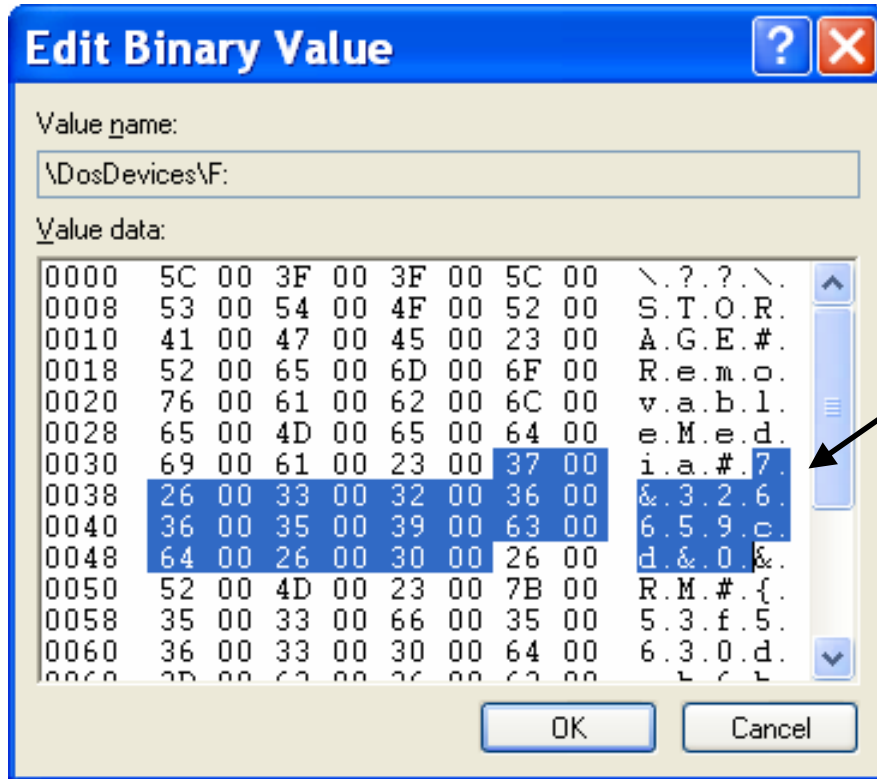 Edit Binary Value
Value name:
\DosDevices\F:
Value data:
0000 5C 00 3F 00 3F 00 5C 00 \.?.?.\.
0008 53 00 54 00 4F 00 52 00 S.T.O.R.
0010 41 00 47 00 45 00 23 00 A.G.E.#.
0018 52 00 65 00 6D 00 6F 00 R.e.m.o.
0020 76 00 61 00 62 00 6C 00 v.a.b.l.
0028 65 00 4D 00 65 00 64 00 e.M.e.d.
0030 69 00 61 00 23 00 37 00 i.a.#.7.
0038 26 00 33 00 32 00 36 00 &.3.2.6.
0040 36 00 35 00 39 00 63 00 6.5.9.c.
0048 64 00 26 00 30 00 26 00 d.&.0.&.
0050 52 00 4D 00 23 00 7B 00 R.M.#.{.
0058 35 00 33 00 66 00 35 00 5.3.f.5.
0060 36 00 33 00 30 00 64 00 6.3.0.d.
OK Cancel